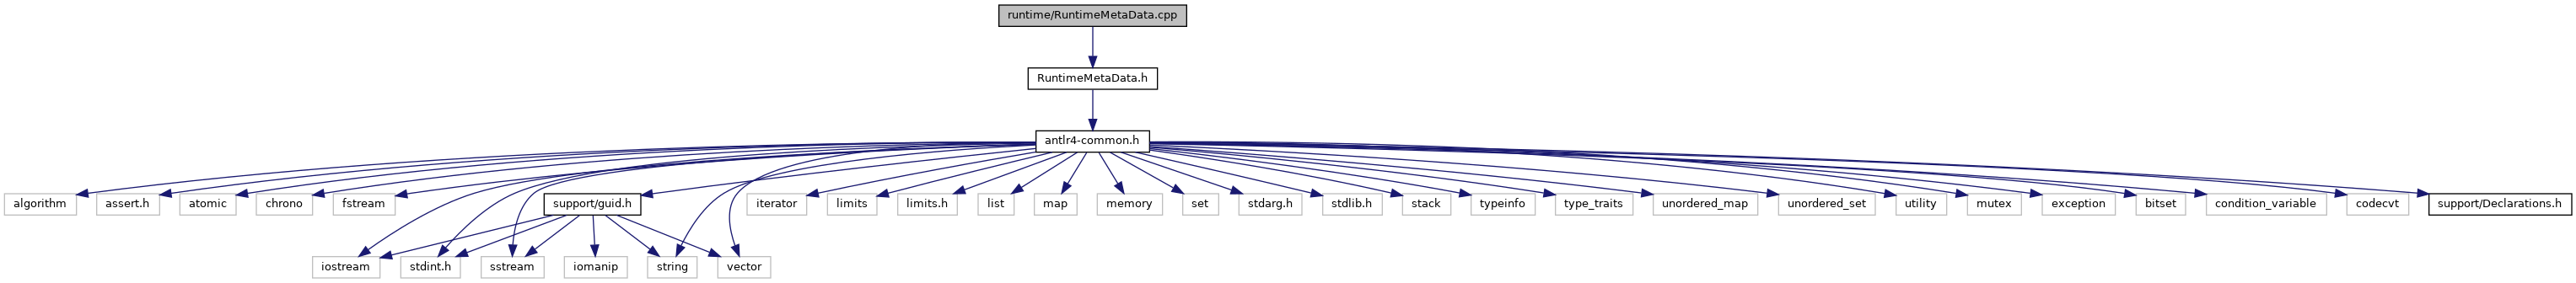 runtime/RuntimeMetaData.cpp
RuntimeMetaData.h
antlr4-common.h
algorithm
assert.h
atomic
chrono
fstream
support/guid.h
iterator
limits
limits.h
list
map
memory
set
stdarg.h
stdlib.h
stack
typeinfo
type_traits
unordered_map
unordered_set
utility
mutex
exception
bitset
condition_variable
codecvt
support/Declarations.h
iostream
stdint.h
sstream
iomanip
string
vector